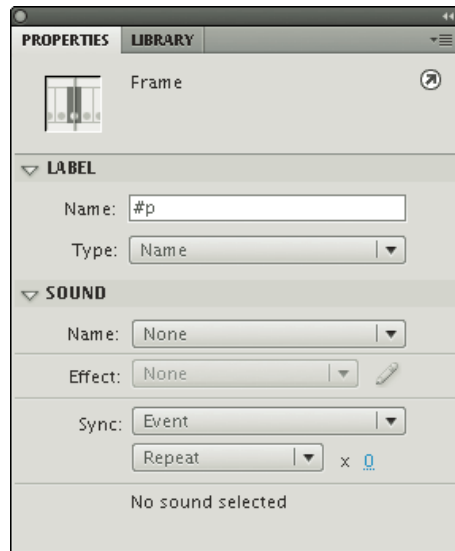 PROPERTIES LIBRARY
Frame
LABEL
Name: #p
Type: Name
SOUND
Name: None
Effect: None
Sync: Event
Repeat x 0
No sound selected